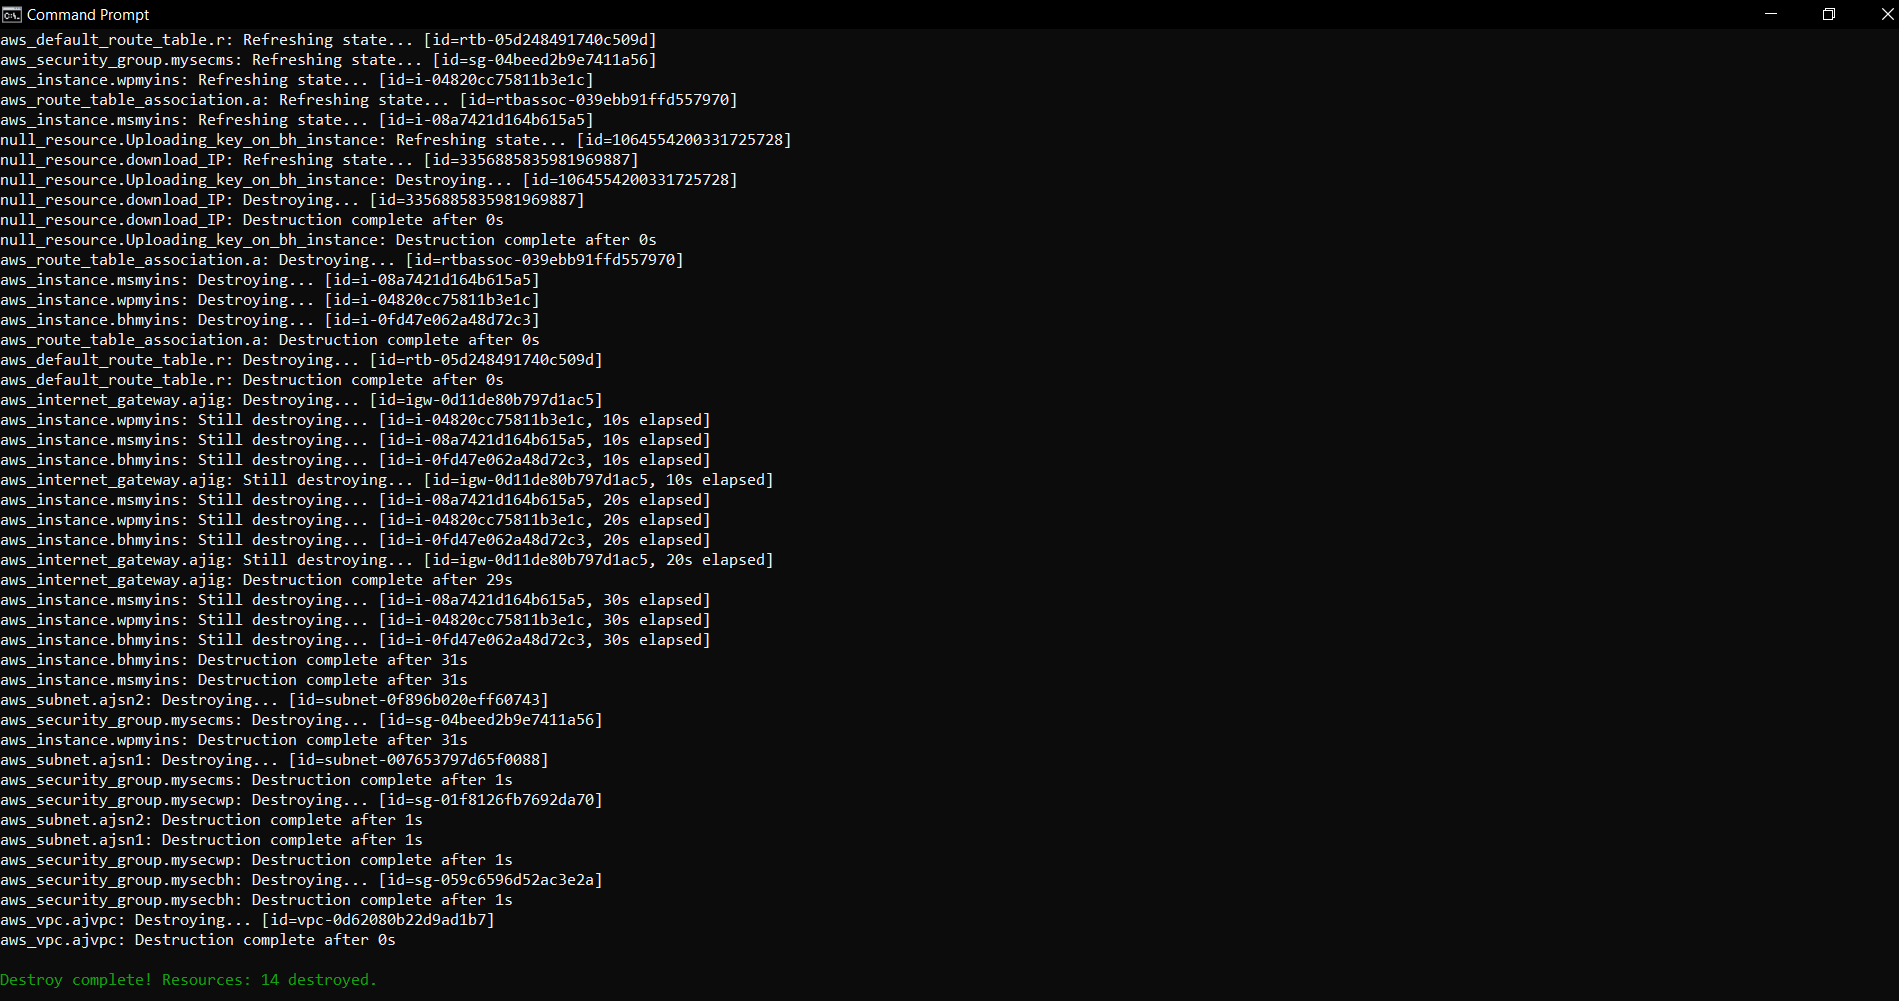 Command Prompt
aws_default_route_table.r: Refreshing state... [id=rtb-05d248491740c509d]
aws_security_group.mysecms: Refreshing state... [id=sg-04beed2b9e7411a56]
aws_instance.wpmyins: Refreshing state... [id=i-04820cc75811b3e1c]
aws_route_table_association.a: Refreshing state... [id=rtbassoc-039ebb91ffd557970]
aws_instance.msmyins: Refreshing state... [id=i-08a7421d164b615a5]
null_resource.Uploading_key_on_bh_instance: Refreshing state... [id=1064554200331725728]
null_resource.download_IP: Refreshing state... [id=3356885835981969887]
null_resource.Uploading_key_on_bh_instance: Destroying... [id=1064554200331725728]
null_resource.download_IP: Destroying... [id=3356885835981969887]
null_resource.download_IP: Destruction complete after 0s
null_resource.Uploading_key_on_bh_instance: Destruction complete after 0s
aws_route_table_association.a: Destroying... [id=rtbassoc-039ebb91ffd557970]
aws_instance.msmyins: Destroying... [id=i-08a7421d164b615a5]
aws_instance.wpmyins: Destroying... [id=i-04820cc75811b3e1c]
aws_instance.bhmyins: Destroying... [id=i-0fd47e062a48d72c3]
aws_route_table_association.a: Destruction complete after 0s
aws_default_route_table.r: Destroying... [id=rtb-05d248491740c509d]
aws_default_route_table.r: Destruction complete after 0s
aws_internet_gateway.ajig: Destroying... [id=igw-0d11de80b797d1ac5]
aws_instance.wpmyins: Still destroying... [id=i-04820cc75811b3e1c, 10s elapsed]
aws_instance.msmyins: Still destroying... [id=i-08a7421d164b615a5, 10s elapsed]
aws_instance.bhmyins: Still destroying... [id=i-0fd47e062a48d72c3, 10s elapsed]
aws_internet_gateway.ajig: Still destroying... [id=igw-0d11de80b797d1ac5, 10s elapsed]
aws_instance.msmyins: Still destroying... [id=i-08a7421d164b615a5, 20s elapsed]
aws_instance.wpmyins: Still destroying... [id=i-04820cc75811b3e1c, 20s elapsed]
aws_instance.bhmyins: Still destroying... [id=i-0fd47e062a48d72c3, 20s elapsed]
aws_internet_gateway.ajig: Still destroying... [id=igw-0d11de80b797d1ac5, 20s elapsed]
aws_internet_gateway.ajig: Destruction complete after 29s
aws_instance.msmyins: Still destroying... [id=i-08a7421d164b615a5, 30s elapsed]
aws_instance.wpmyins: Still destroying... [id=i-04820cc75811b3e1c, 30s elapsed]
aws_instance.bhmyins: Still destroying... [id=i-0fd47e062a48d72c3, 30s elapsed]
aws_instance.bhmyins: Destruction complete after 31s
aws_instance.msmyins: Destruction complete after 31s
aws_subnet.ajsn2: Destroying... [id=subnet-0f896b020eff60743]
aws_security_group.mysecms: Destroying... [id=sg-04beed2b9e7411a56]
aws_instance.wpmyins: Destruction complete after 31s
aws_subnet.ajsn1: Destroying... [id=subnet-007653797d65f0088]
aws_security_group.mysecms: Destruction complete after 1s
aws_security_group.mysecwp: Destroying... [id=sg-01f8126fb7692da70]
aws_subnet.ajsn2: Destruction complete after 1s
aws_subnet.ajsn1: Destruction complete after 1s
aws_security_group.mysecwp: Destruction complete after 1s
aws_security_group.mysecbh: Destroying... [id=sg-059c6596d52ac3e2a]
aws_security_group.mysecbh: Destruction complete after 1s
aws_vpc.ajvpc: Destroying... [id=vpc-0d62080b22d9ad1b7]
aws_vpc.ajvpc: Destruction complete after 0s
Destroy complete! Resources: 14 destroyed.